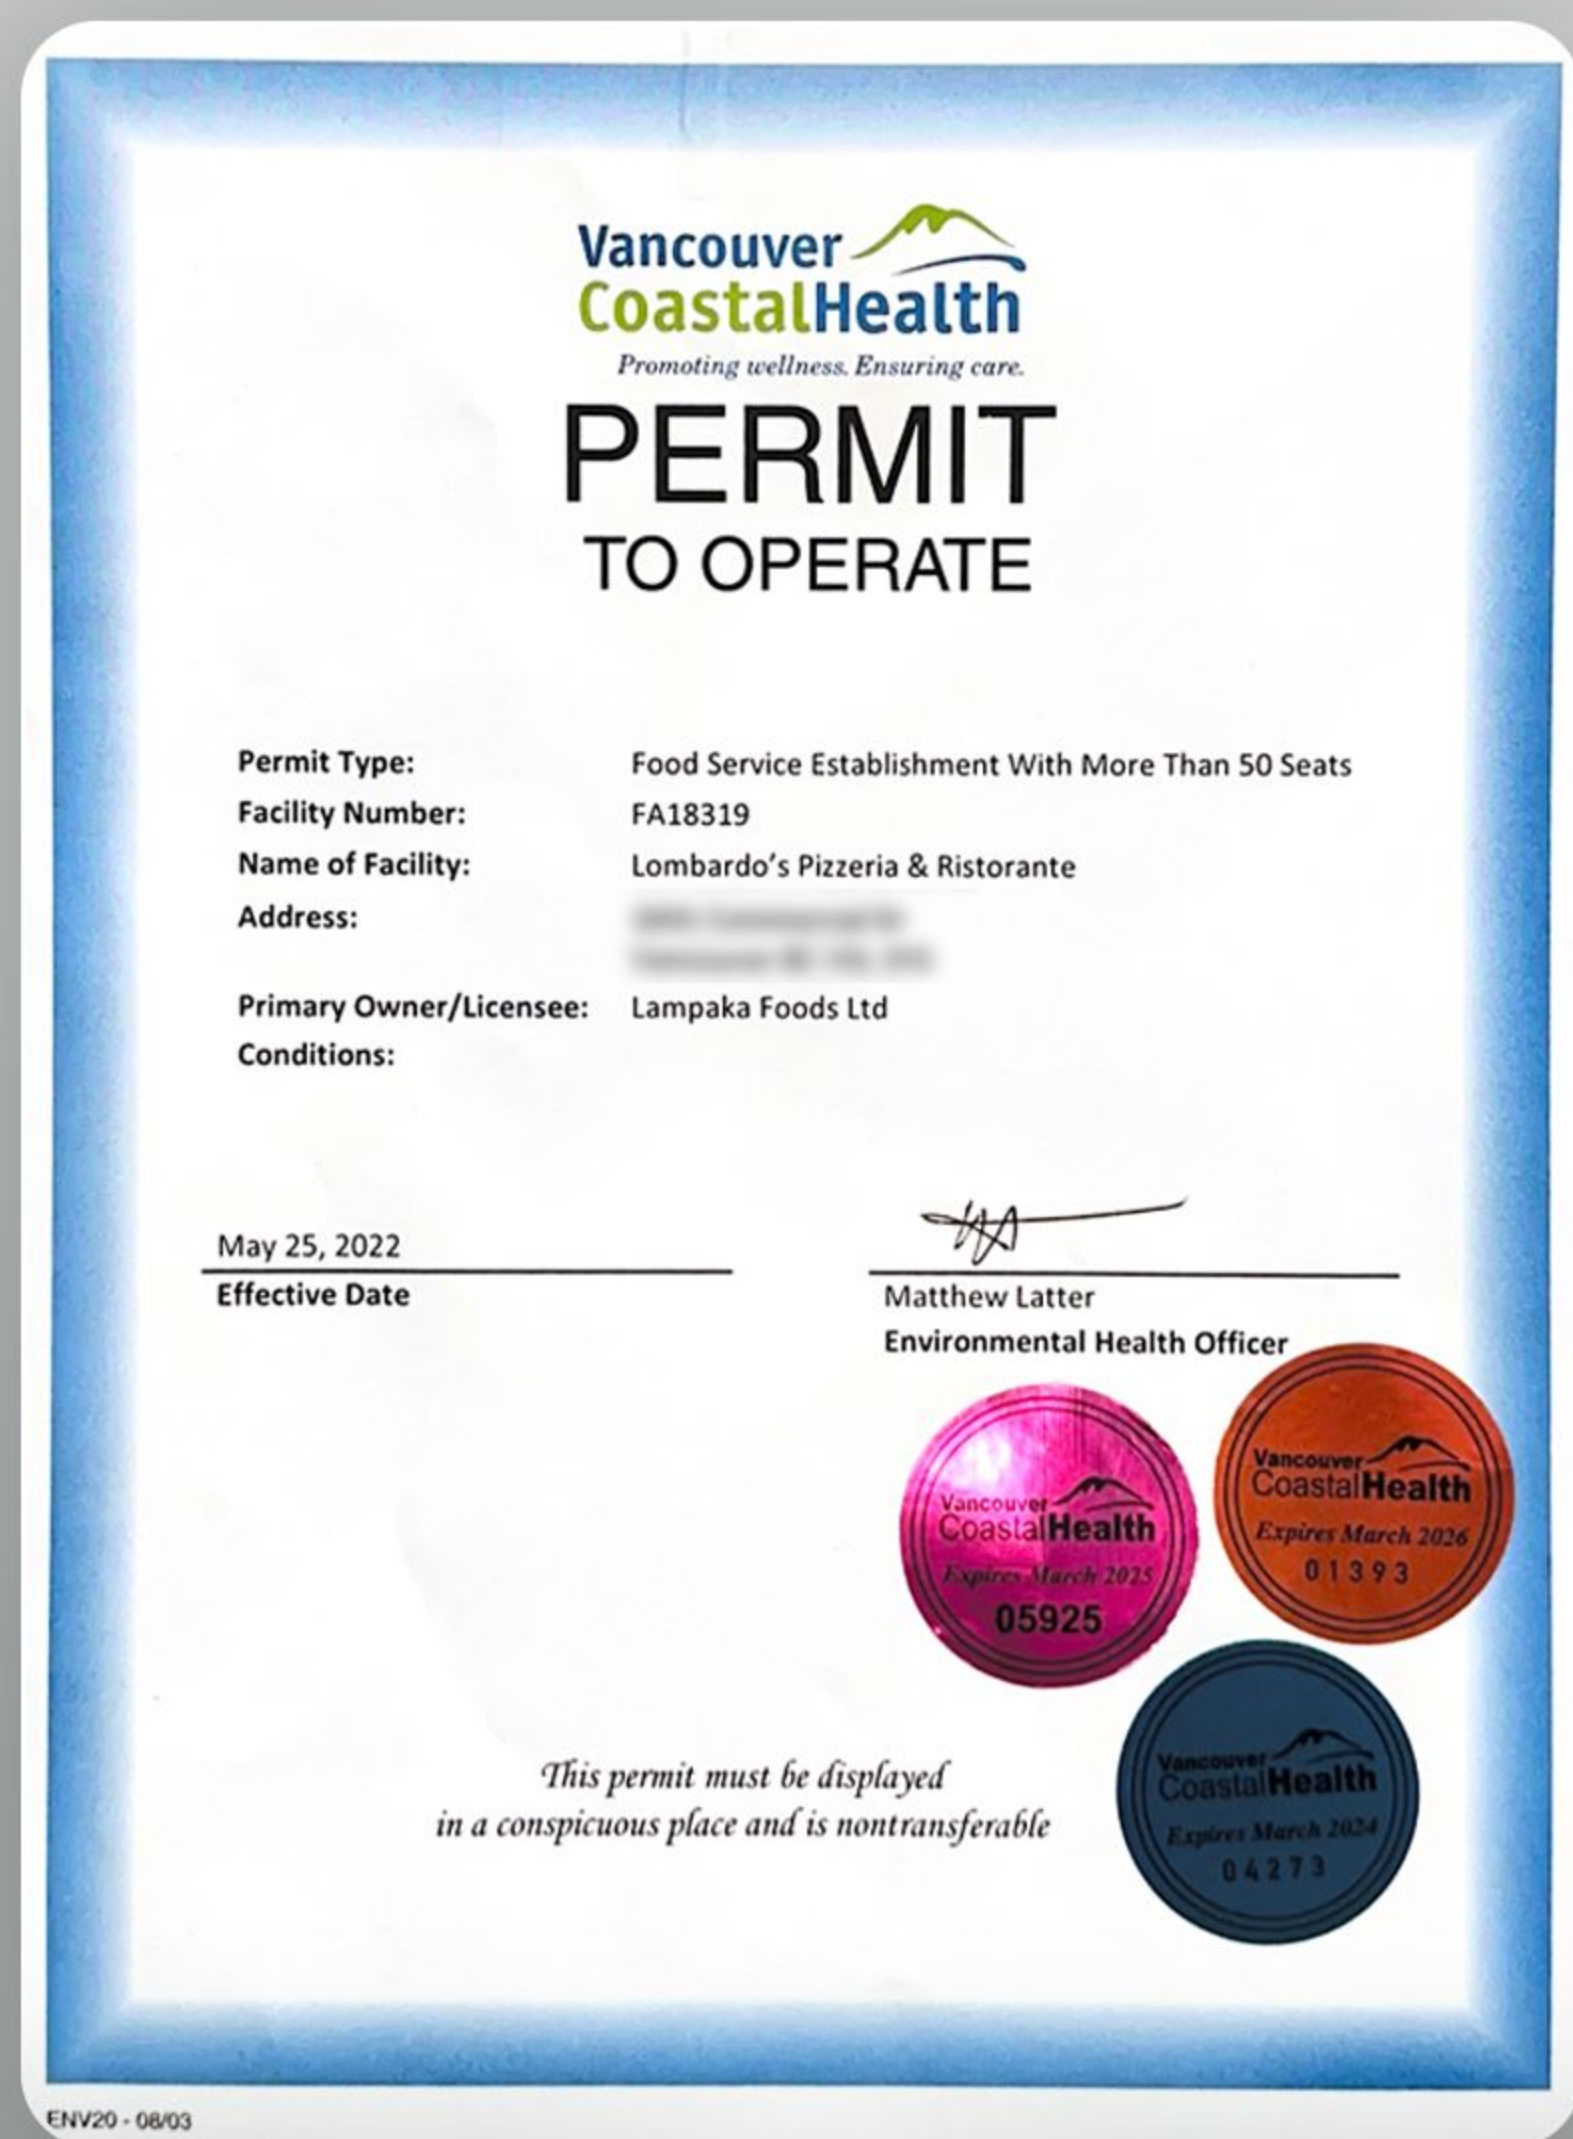 Vancouver
CoastalHealth
Promoting wellness. Ensuring care.
PERMIT
TO OPERATE
Permit Type: Food Service Establishment With More Than 50 Seats
Facility Number: FA18319
Name of Facility: Lombardo's Pizzeria & Ristorante
Address:
Primary Owner/Licensee: Lampaka Foods Ltd
Conditions:
May 25, 2022
Effective Date
Matthew Latter
Environmental Health Officer
Vancouver
CoastalHealth
Expires March 2025
05925
Vancouver
CoastalHealth
Expires March 2026
01393
Vancouver
CoastalHealth
Expires March 2024
04273
This permit must be displayed
in a conspicuous place and is nontransferable
ENV20 - 08/03